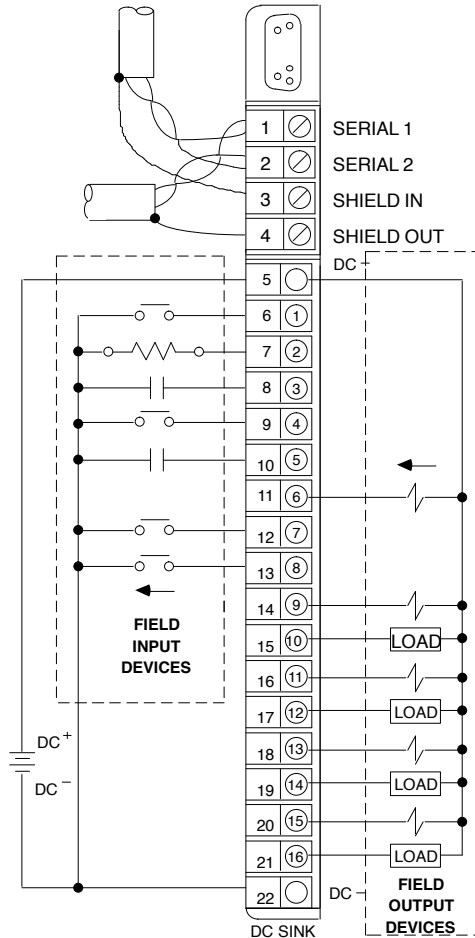 1 SERIAL 1
2 SERIAL 2
3 SHIELD IN
4 SHIELD OUT
DC -
5
6 1
7 2
8 3
9 4
10 5
11 6
12 7
13 8
14 9
FIELD
INPUT
DEVICES
15 10 LOAD
16 11
17 12 LOAD
DC +
18 13
DC -
19 14 LOAD
20 15
21 16 LOAD
22 DC -
FIELD
OUTPUT
DEVICES
DC SINK